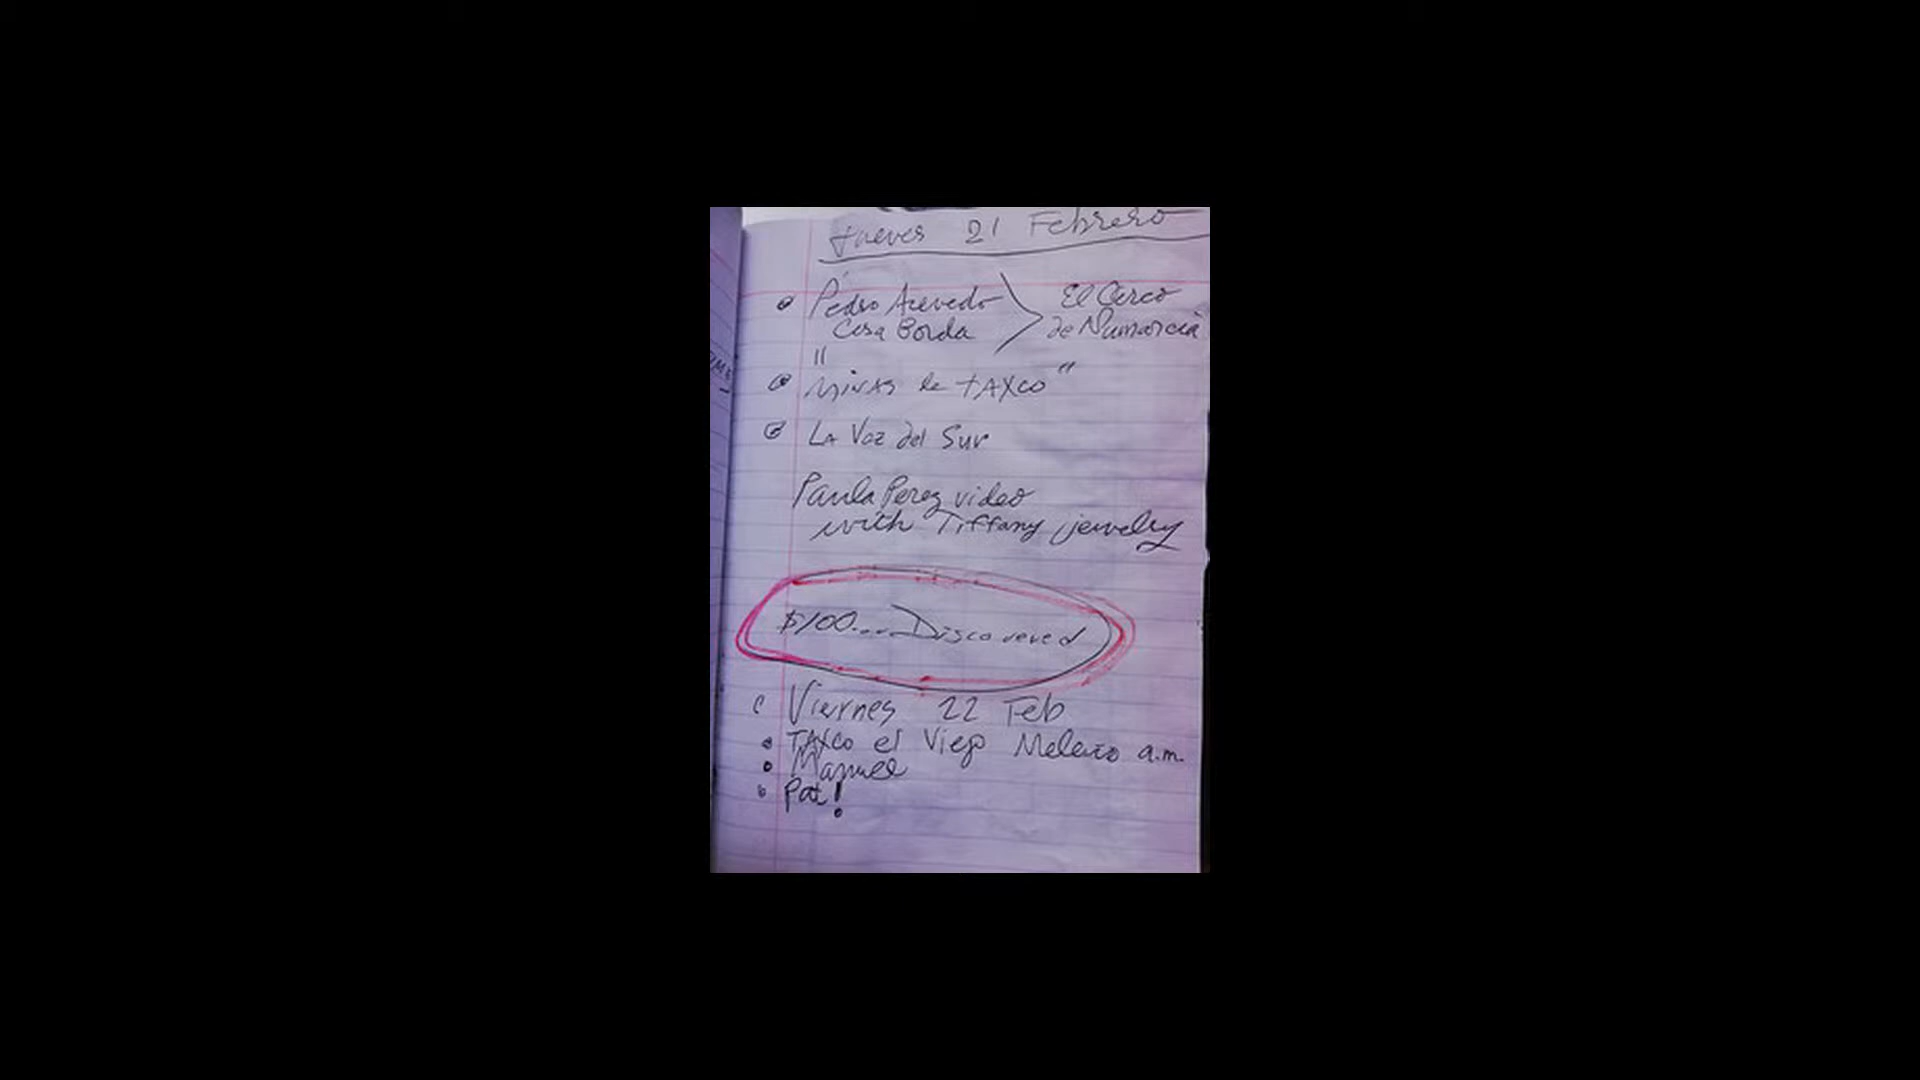 Jueves 21 Febrero
Pedro Acevedo
Casa Borda
El Cerco
de Numancia
" Minas de TAXCO "
LA Voz del Sur
Paula Perez video
with Tiffany jewelry
$100... Discovered
Viernes 22 Feb
TAXCO el Viejo a.m.
Manuel
Pat!